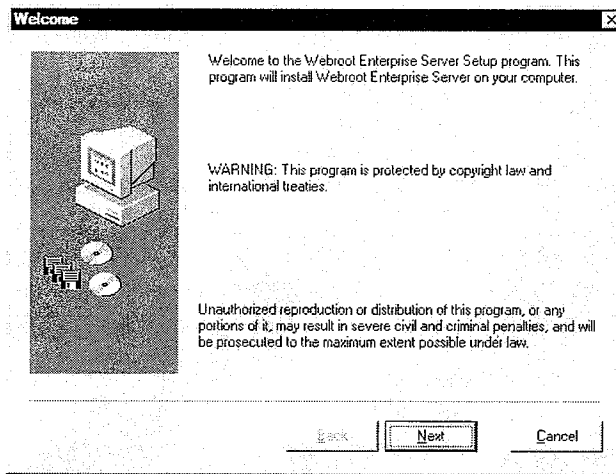 Welcome
Welcome to the Webroot Enterprise Server Setup program. This
program will install Webroot Enterprise Server on your computer.
WARNING: This program is protected by copyright law and
international treaties.
Unauthorized reproduction or distribution of this program, or any
portions of it, may result in severe civil and criminal penalties, and will
be prosecuted to the maximum extent possible under law.
Back Next Cancel